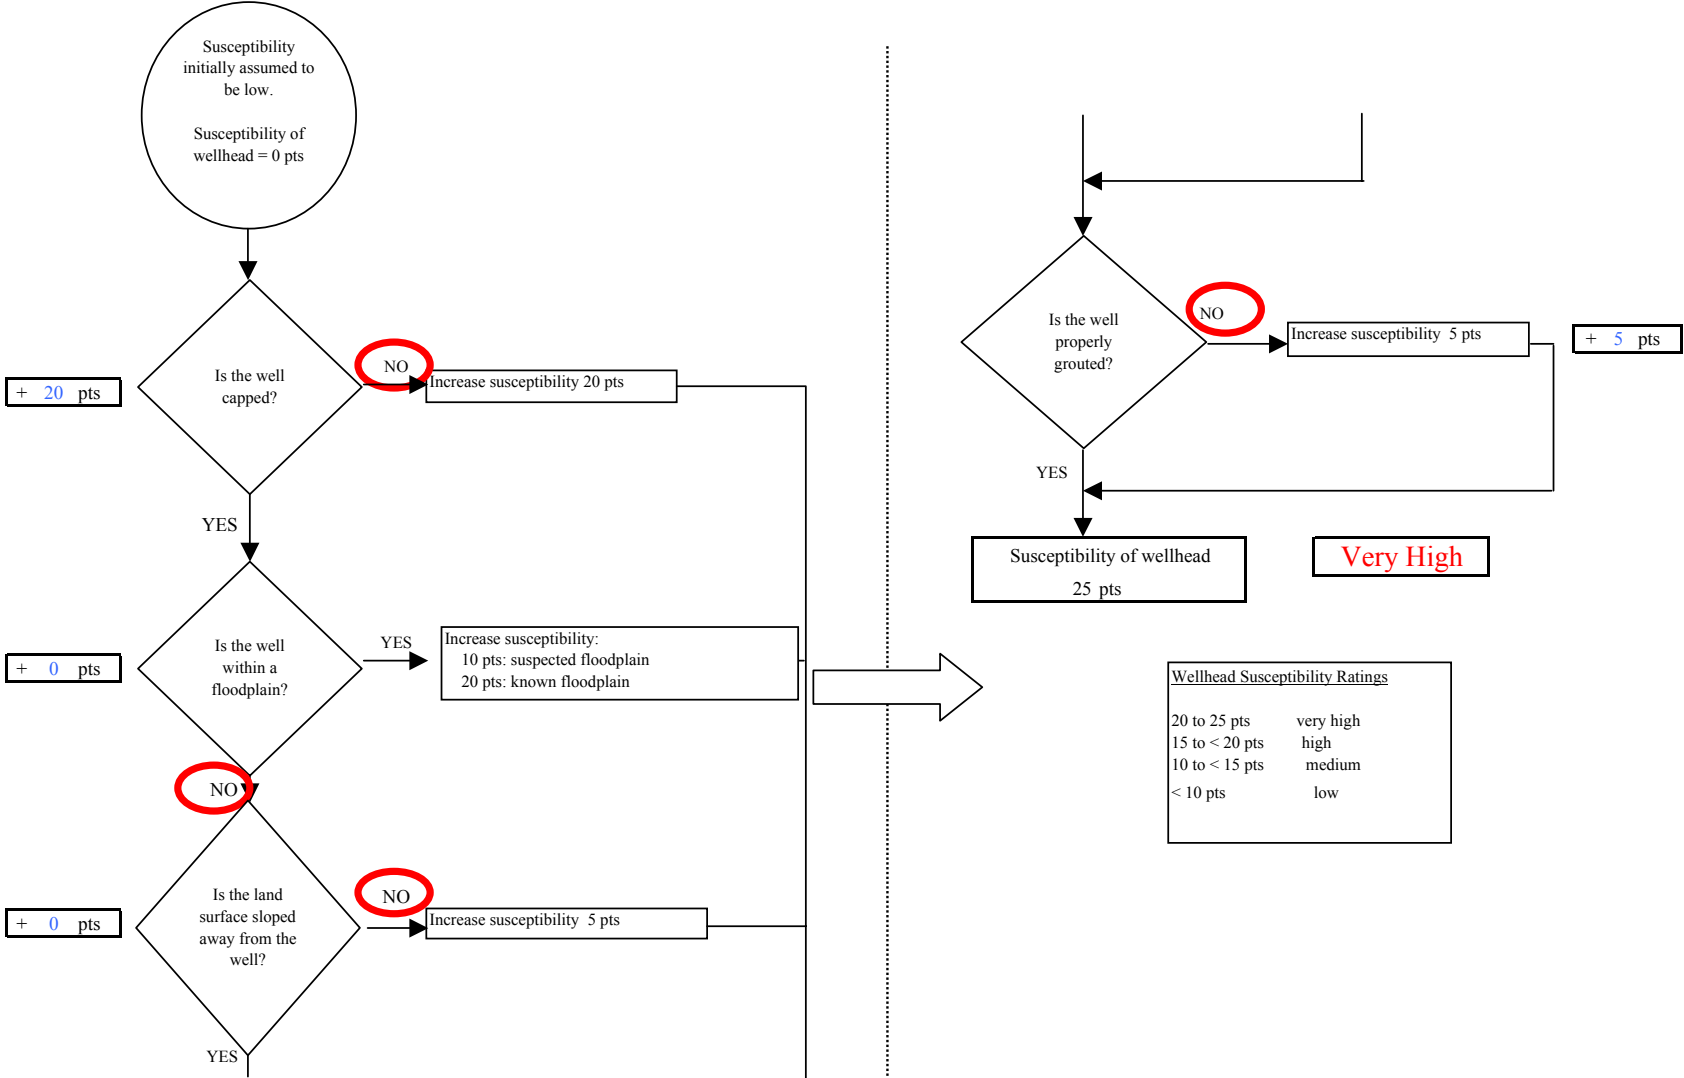 Susceptibility
initially assumed to
be low.
Susceptibility of
wellhead = 0 pts
Is the well
capped?
NO
Increase susceptibility 20 pts
+ 20 pts
YES
Is the well
within a
floodplain?
YES
Increase susceptibility:
10 pts: suspected floodplain
20 pts: known floodplain
+ 0 pts
NO
Is the land
surface sloped
away from the
well?
NO
Increase susceptibility 5 pts
+ 0 pts
YES
Is the well
properly
grouted?
NO
Increase susceptibility 5 pts
+ 5 pts
YES
Susceptibility of wellhead
25 pts
Very High
Wellhead Susceptibility Ratings
20 to 25 pts very high
15 to < 20 pts high
10 to < 15 pts medium
< 10 pts low